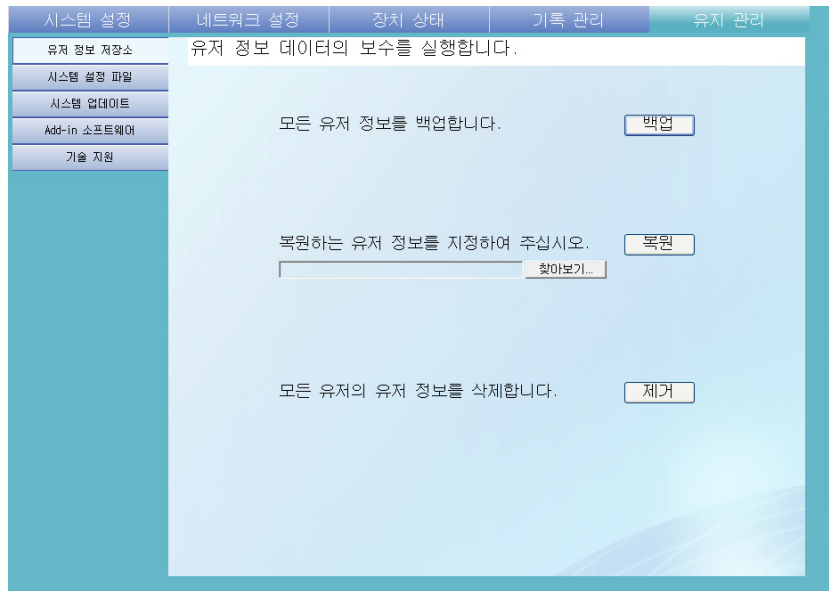 시스템 설정 네트워크 설정 장치 상태 기록 관리 유지 관리
유저 정보 저장소
시스템 설정 파일
시스템 업데이트
Add-in 소프트웨어
기술 지원
유저 정보 데이터의 보수를 실행합니다.
모든 유저 정보를 백업합니다. 백업
복원하는 유저 정보를 지정하여 주십시오. 복원
찾아보기...
모든 유저의 유저 정보를 삭제합니다. 제거